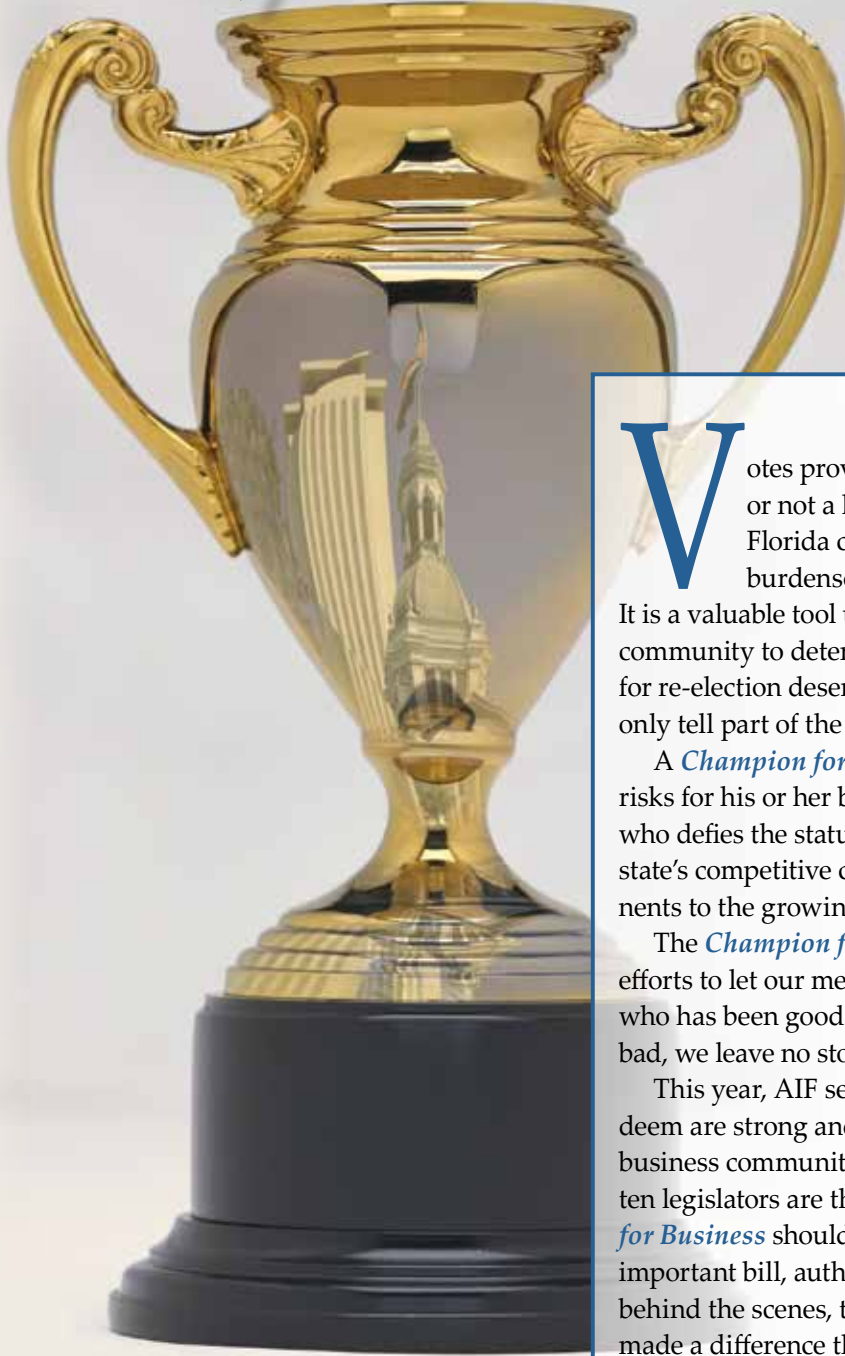 Votes prov
or not a
Florida
burdens
It is a valuable tool
community to deter
for re-election deser
only tell part of the
A Champion for
risks for his or her b
who defies the statu
state's competitive
nents to the growin
The Champion f
efforts to let our me
who has been good
bad, we leave no sto
This year, AIF se
deem are strong and
business communit
ten legislators are th
for Business should
important bill, auth
behind the scenes, t
made a difference th